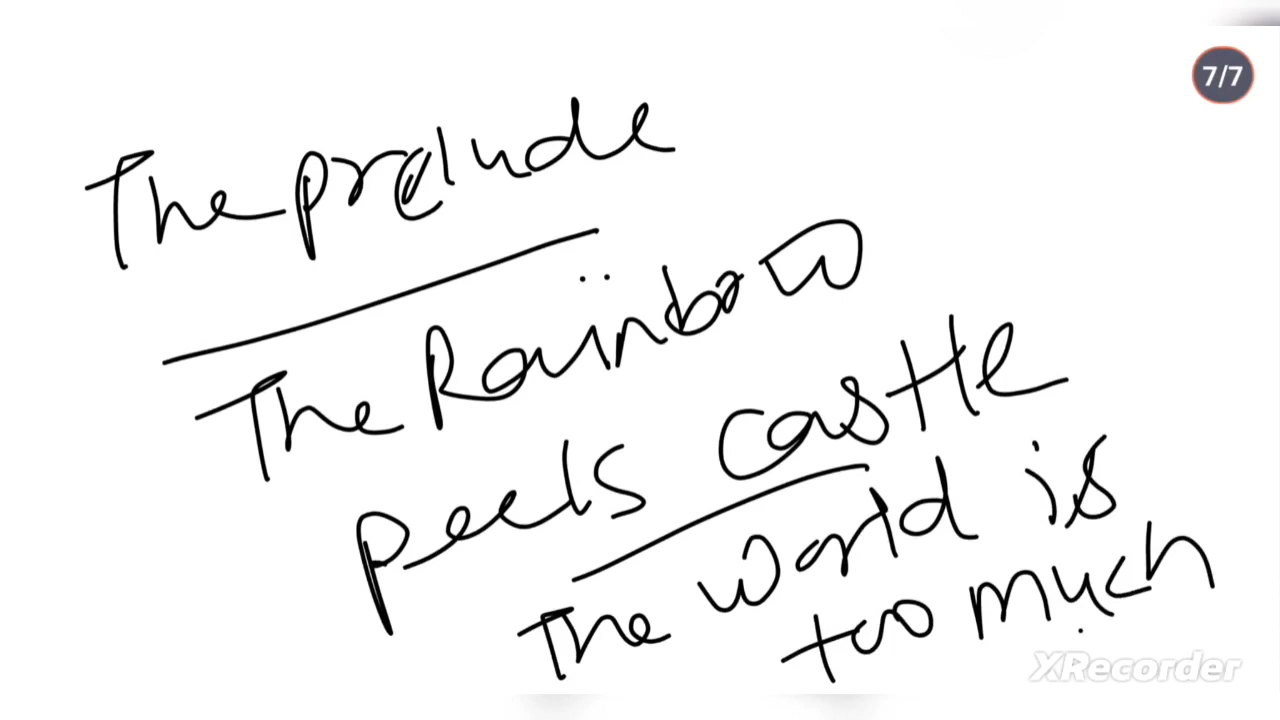 7/7
The prelude
The Rainbow
peels castle
The world is
too much
XRecorder